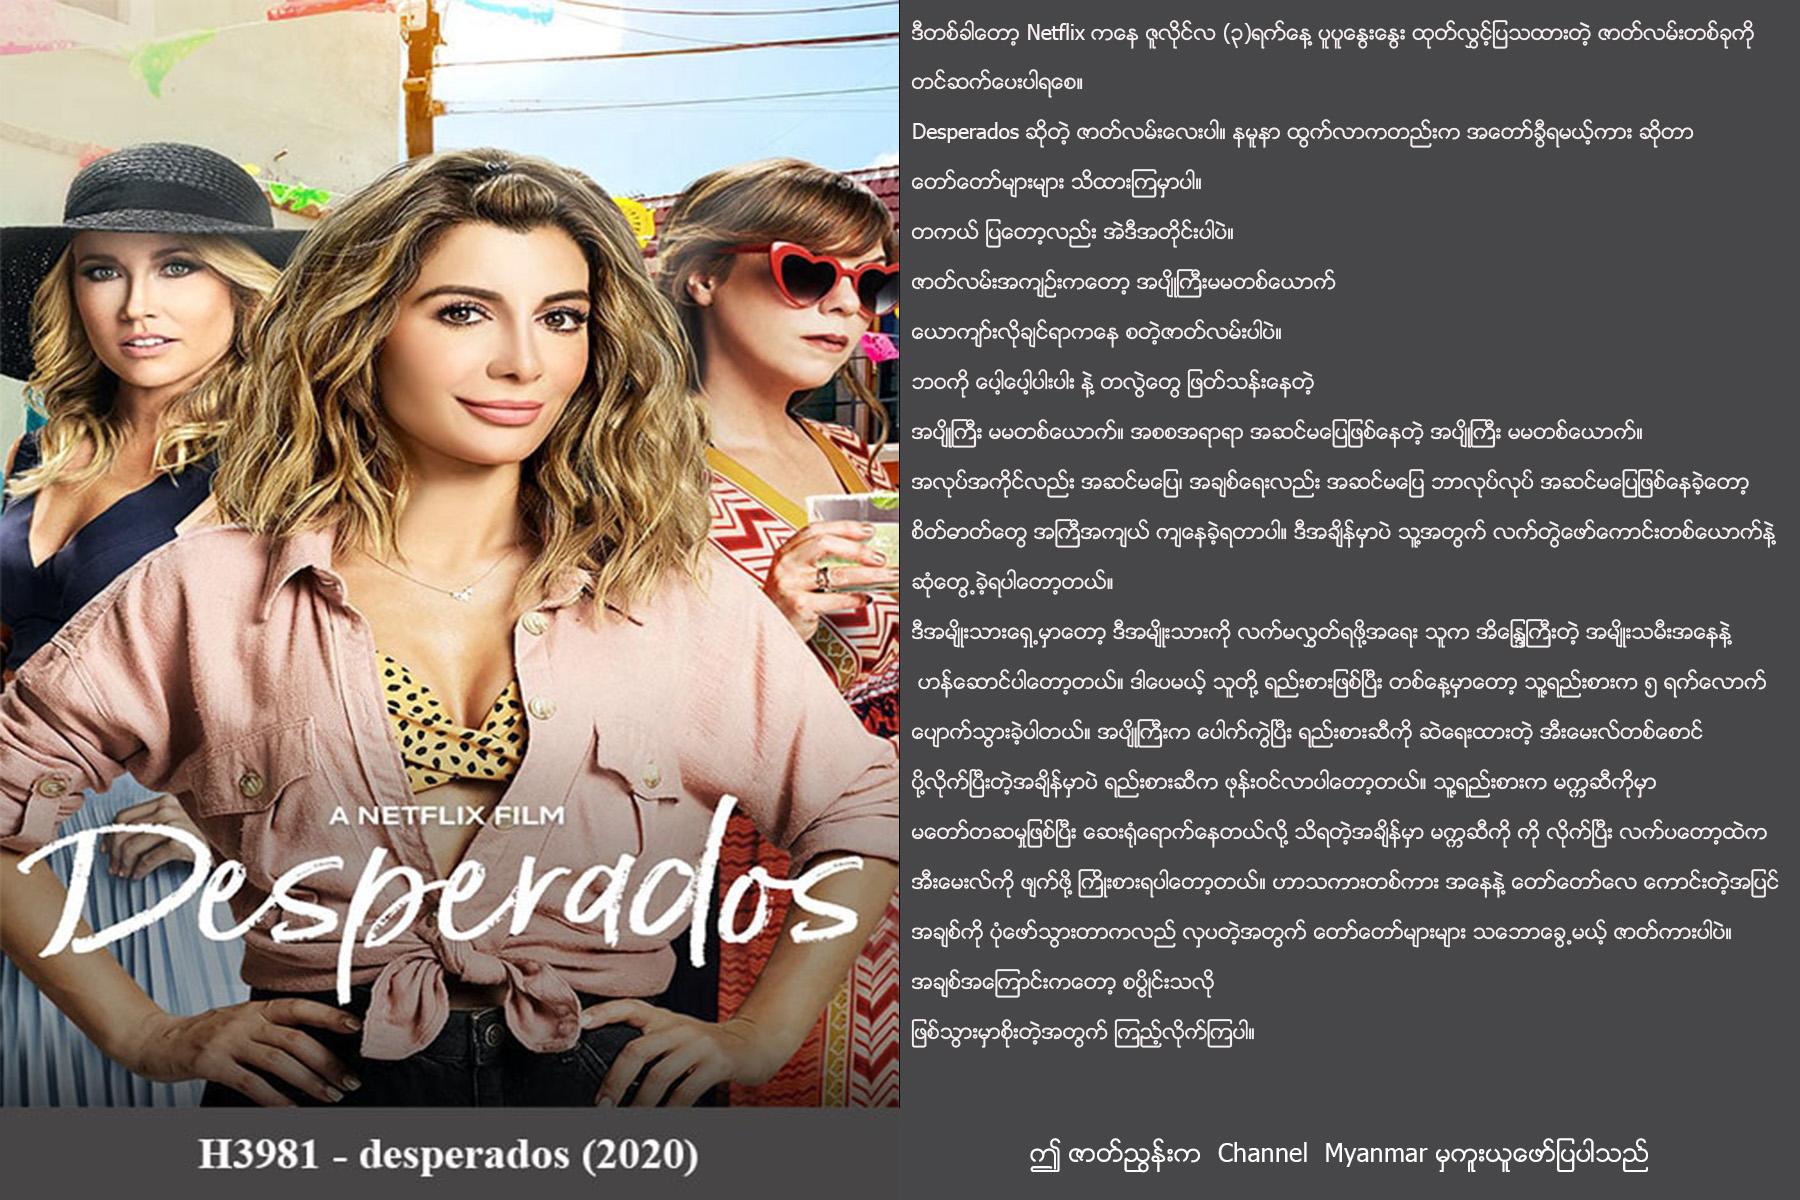 A NETFLIX FILM
Desperados
H3981 - desperados (2020)
ဒီတစ်ခါတော့ Netflix ကနေ ဇူလိုင်လ (၃)ရက်နေ့ ပူပူနွေးနွေး ထုတ်လွှင့်ပြသထားတဲ့ ဇာတ်လမ်းတစ်ခုကို
တင်ဆက်ပေးပါရစေ။
Desperados ဆိုတဲ့ ဇာတ်လမ်းလေးပါ။ နမူနာ ထွက်လာကတည်းက အတော်ခွီရမယ့်ကား ဆိုတာ
တော်တော်များများ သိထားကြမှာပါ။
တကယ် ပြတော့လည်း အဲဒီအတိုင်းပါပဲ။
ဇာတ်လမ်းအကျဉ်းကတော့ အပျိုကြီးမမတစ်ယောက်
ယောကျာ်းလိုချင်ရာကနေ စတဲ့ဇာတ်လမ်းပါပဲ။
ဘဝကို ပေါ့ပေါ့ပါးပါး နဲ့ တလွဲတွေ ဖြတ်သန်းနေတဲ့
အပျိုကြီး မမတစ်ယောက်။ အစစအရာရာ အဆင်မပြေဖြစ်နေတဲ့ အပျိုကြီး မမတစ်ယောက်။
အလုပ်အကိုင်လည်း အဆင်မပြေ၊ အချစ်ရေးလည်း အဆင်မပြေ ဘာလုပ်လုပ် အဆင်မပြေဖြစ်နေခဲ့တော့
စိတ်ဓာတ်တွေ အကြီအကျယ် ကျနေခဲ့ရတာပါ။ ဒီအချိန်မှာပဲ သူ့အတွက် လက်တွဲဖော်ကောင်းတစ်ယောက်နဲ့
ဆုံတွေ့ခဲ့ရပါတော့တယ်။
ဒီအမျိုးသားရှေ့မှာတော့ ဒီအမျိုးသားကို လက်မလွှတ်ရဖို့အရေး သူက အိန္ဒြေကြီးတဲ့ အမျိုးသမီးအနေနဲ့
ဟန်ဆောင်ပါတော့တယ်။ ဒါပေမယ့် သူတို့ ရည်းစားဖြစ်ပြီး တစ်နေ့မှာတော့ သူ့ရည်းစားက ၅ ရက်လောက်
ပျောက်သွားခဲ့ပါတယ်။ အပျိုကြီးက ပေါက်ကွဲပြီး ရည်းစားဆီကို ဆဲရေးထားတဲ့ အီးမေးလ်တစ်စောင်
ပို့လိုက်ပြီးတဲ့အချိန်မှာပဲ ရည်းစားဆီက ဖုန်းဝင်လာပါတော့တယ်။ သူ့ရည်းစားက မက္ကဆီကိုမှာ
မတော်တဆမှုဖြစ်ပြီး ဆေးရုံရောက်နေတယ်လို့ သိရတဲ့အချိန်မှာ မက္ကဆီကို ကို လိုက်ပြီး လက်ပတော့ထဲက
အီးမေးလ်ကို ဖျက်ဖို့ ကြိုးစားရပါတော့တယ်။ ဟာသကားတစ်ကား အနေနဲ့ တော်တော်လေ ကောင်းတဲ့အပြင်
အချစ်ကို ပုံဖော်သွားတာကလည် လှပတဲ့အတွက် တော်တော်များများ သဘောခွေ့မယ့် ဇာတ်ကားပါပဲ။
အချစ်အကြောင်းကတော့ စပွိုင်းသလို
ဖြစ်သွားမှာစိုးတဲ့အတွက် ကြည့်လိုက်ကြပါ။
ဤ ဇာတ်ညွှန်းက Channel Myanmar မှကူးယူဖော်ပြပါသည်